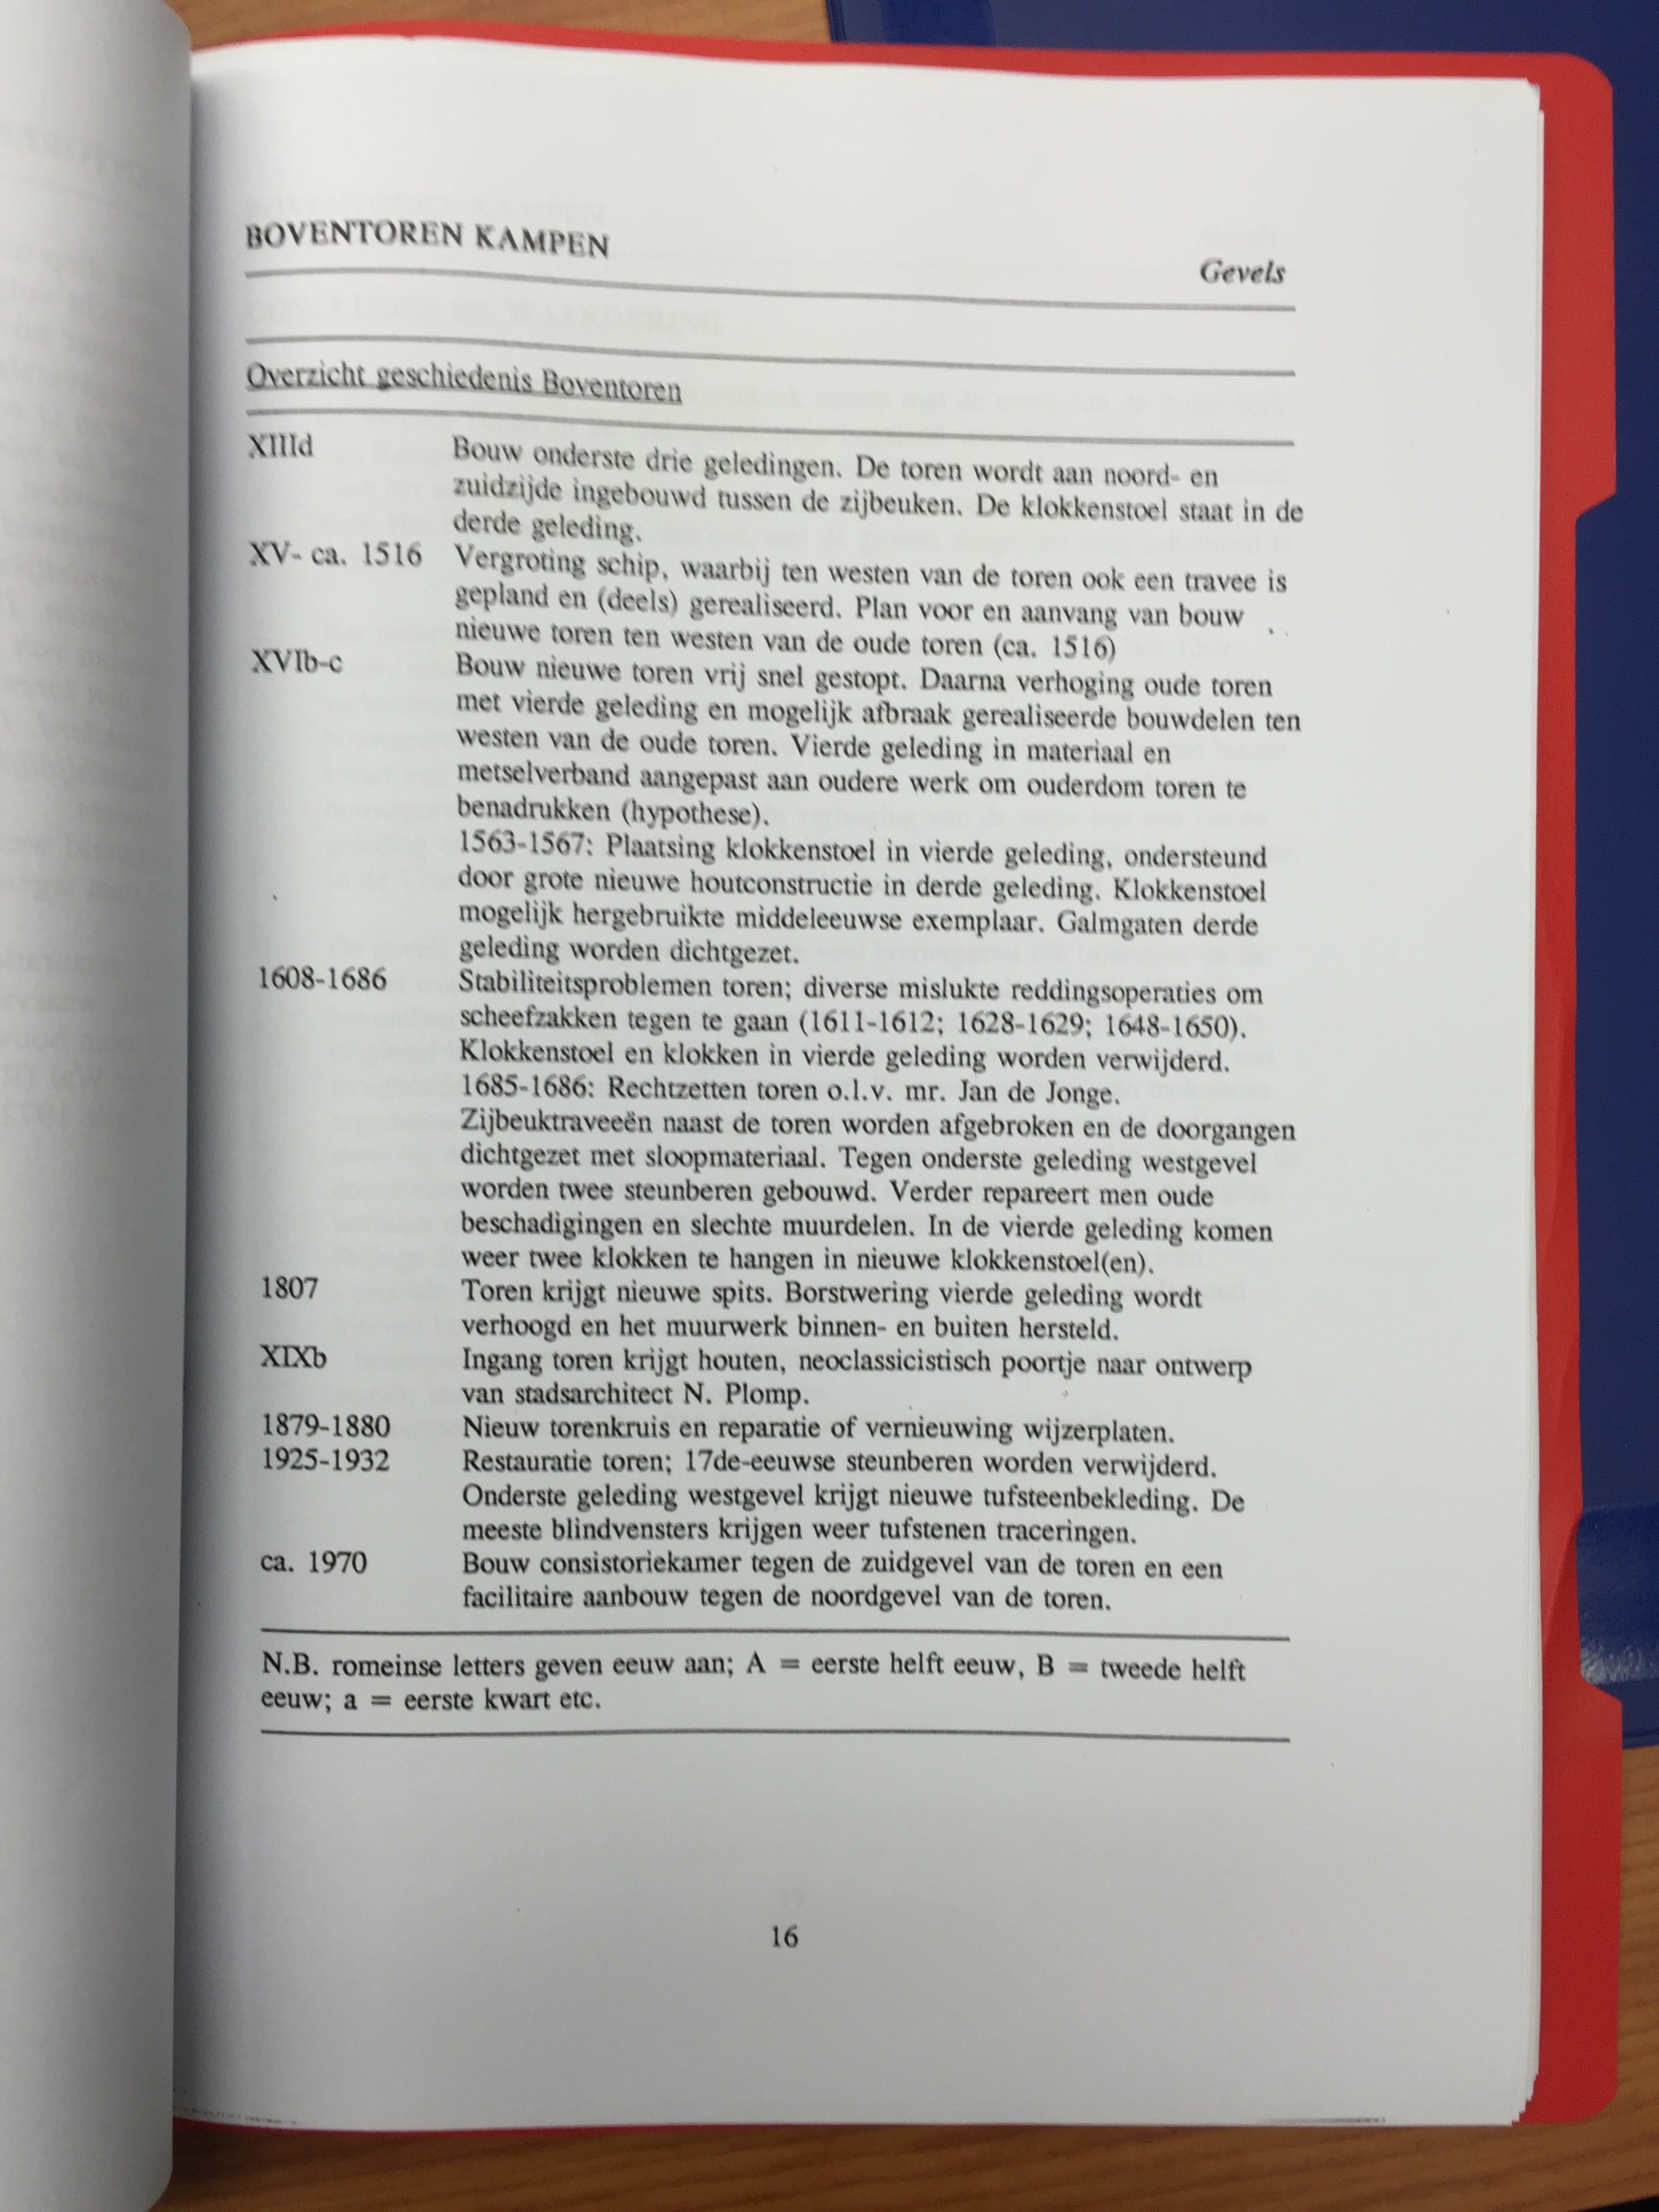 BOVENTOREN KAMPEN
Gevels
Overzicht geschiedenis Boventoren
XIIId Bouw onderste drie geledingen. De toren wordt aan noord- en
zuidzijde ingebouwd tussen de zijbeuken. De klokkenstoel staat in de
derde geleding.
XV- ca. 1516 Vergroting schip, waarbij ten westen van de toren ook een travee is
gepland en (deels) gerealiseerd. Plan voor en aanvang van bouw
nieuwe toren ten westen van de oude toren (ca. 1516)
XVIb-c Bouw nieuwe toren vrij snel gestopt. Daarna verhoging oude toren
met vierde geleding en mogelijk afbraak gerealiseerde bouwdelen ten
westen van de oude toren. Vierde geleding in materiaal en
metselverband aangepast aan oudere werk om ouderdom toren te
benadrukken (hypothese).
1563-1567: Plaatsing klokkenstoel in vierde geleding, ondersteund
door grote nieuwe houtconstructie in derde geleding. Klokkenstoel
mogelijk hergebruikte middeleeuwse exemplaar. Galmgaten derde
geleding worden dichtgezet.
1608-1686 Stabiliteitsproblemen toren; diverse mislukte reddingsoperaties om
scheefzakken tegen te gaan (1611-1612; 1628-1629; 1648-1650).
Klokkenstoel en klokken in vierde geleding worden verwijderd.
1685-1686: Rechtzetten toren o.l.v. mr. Jan de Jonge.
Zijbeuktraveeën naast de toren worden afgebroken en de doorgangen
dichtgezet met sloopmateriaal. Tegen onderste geleding westgevel
worden twee steunberen gebouwd. Verder repareert men oude
beschadigingen en slechte muurdelen. In de vierde geleding komen
weer twee klokken te hangen in nieuwe klokkenstoel(en).
1807 Toren krijgt nieuwe spits. Borstwering vierde geleding wordt
verhoogd en het muurwerk binnen- en buiten hersteld.
XIXb Ingang toren krijgt houten, neoclassicistisch poortje naar ontwerp
van stadsarchitect N. Plomp.
1879-1880 Nieuw torenkruis en reparatie of vernieuwing wijzerplaten.
1925-1932 Restauratie toren; 17de-eeuwse steunberen worden verwijderd.
Onderste geleding westgevel krijgt nieuwe tufsteenbekleding. De
meeste blindvensters krijgen weer tufstenen traceringen.
ca. 1970 Bouw consistoriekamer tegen de zuidgevel van de toren en een
facilitaire aanbouw tegen de noordgevel van de toren.
N.B. romeinse letters geven eeuw aan; A = eerste helft eeuw, B = tweede helft
eeuw; a = eerste kwart etc.
16